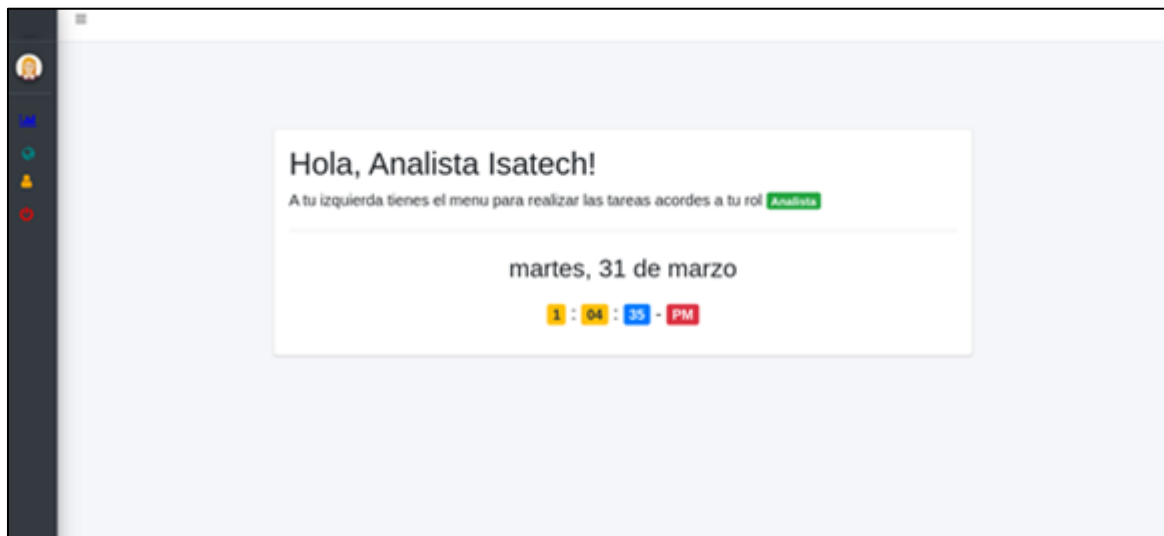 Hola, Analista Isatech!
A tu izquierda tienes el menu para realizar las tareas acordes a tu rol Analista
martes, 31 de marzo
1 : 04 : 35 - PM